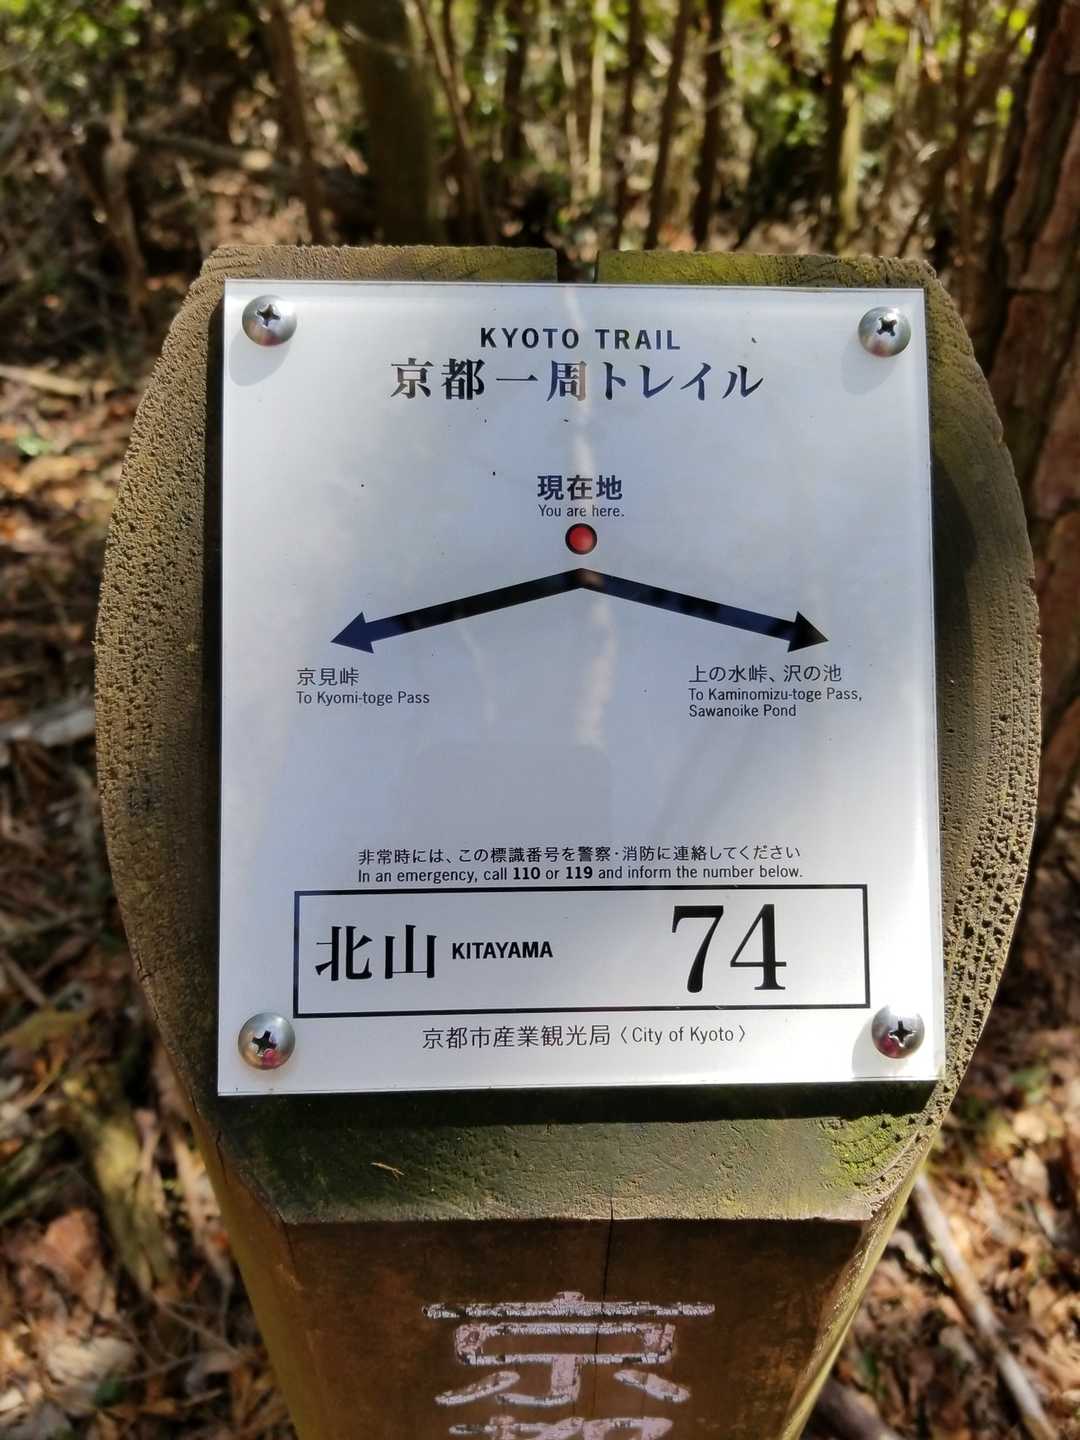 KYOTO TRAIL
京都一周トレイル
現在地
You are here.
京見峠
To Kyomi-toge Pass
上の水峠、沢の池
To Kaminomizu-toge Pass,
Sawanoike Pond
非常時には、この標識番号を警察・消防に連絡してください
In an emergency, call 110 or 119 and inform the number below.
北山 KITAYAMA 74
京都市産業観光局〈City of Kyoto〉
京